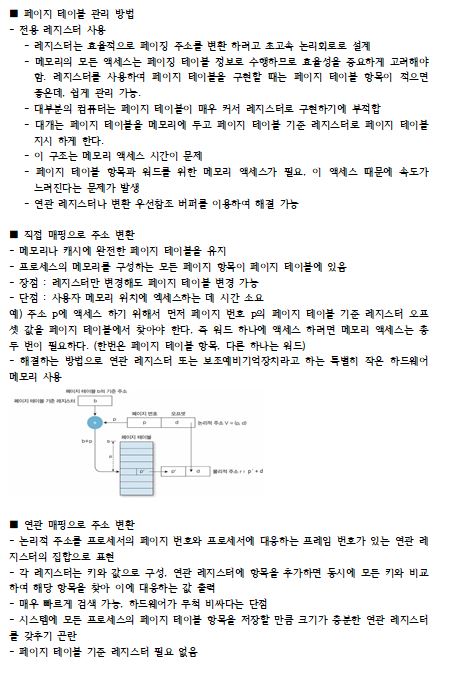 ■ 페이지 테이블 관리 방법
- 전용 레지스터 사용
- 레지스터는 효율적으로 페이징 주소를 변환 하려고 초고속 논리회로로 설계
- 메모리의 모든 액세스는 페이징 테이블 정보로 수행하므로 효율성을 중요하게 고려해야
함. 레지스터를 사용하여 페이지 테이블을 구현할 때는 페이지 테이블 항목이 적으면
좋은데, 쉽게 관리 가능.
- 대부분의 컴퓨터는 페이지 테이블이 매우 커서 레지스터로 구현하기에 부적합
- 대개는 페이지 테이블을 메모리에 두고 페이지 테이블 기준 레지스터로 페이지 테이블
지시 하게 한다.
- 이 구조는 메모리 액세스 시간이 문제
- 페이지 테이블 항목과 워드를 위한 메모리 액세스가 필요, 이 액세스 때문에 속도가
느려진다는 문제가 발생
- 연관 레지스터나 변환 우선참조 버퍼를 이용하여 해결 가능
■ 직접 매핑으로 주소 변환
- 메모리나 캐시에 완전한 페이지 테이블을 유지
- 프로세스의 메모리를 구성하는 모든 페이지 항목이 페이지 테이블에 있음
- 장점 : 레지스터만 변경해도 페이지 테이블 변경 가능
- 단점 : 사용자 메모리 위치에 엑세스하는 데 시간 소요
예) 주소 p에 액세스 하기 위해서 먼저 페이지 번호 p의 페이지 테이블 기준 레지스터 오프
셋 값을 페이지 테이블에서 찾아야 한다. 즉 워드 하나에 액세스 하려면 메모리 액세스는 총
두 번이 필요하다. (한번은 페이지 테이블 항목, 다른 하나는 워드)
- 해결하는 방법으로 연관 레지스터 또는 보조예비기억장치라고 하는 특별히 작은 하드웨어
메모리 사용
페이지 테이블 b의 기준 주소
페이지 테이블 기준 레지스터 b
페이지 번호 오프셋
+ p p d 논리적 주소 V = (p, d)
페이지 테이블
b+p b
p
p' p' d 물리적 주소 r = p' + d
■ 연관 매핑으로 주소 변환
- 논리적 주소를 프로세서의 페이지 번호와 프로세서에 대응하는 프레임 번호가 있는 연관 레
지스터의 집합으로 표현
- 각 레지스터는 키와 값으로 구성, 연관 레지스터에 항목을 추가하면 동시에 모든 키와 비교
하여 해당 항목을 찾아 이에 대응하는 값 출력
- 매우 빠르게 검색 가능, 하드웨어가 무척 비싸다는 단점
- 시스템에 모든 프로세스의 페이지 테이블 항목을 저장할 만큼 크기가 충분한 연관 레지스터
를 갖추기 곤란
- 페이지 테이블 기준 레지스터 필요 없음